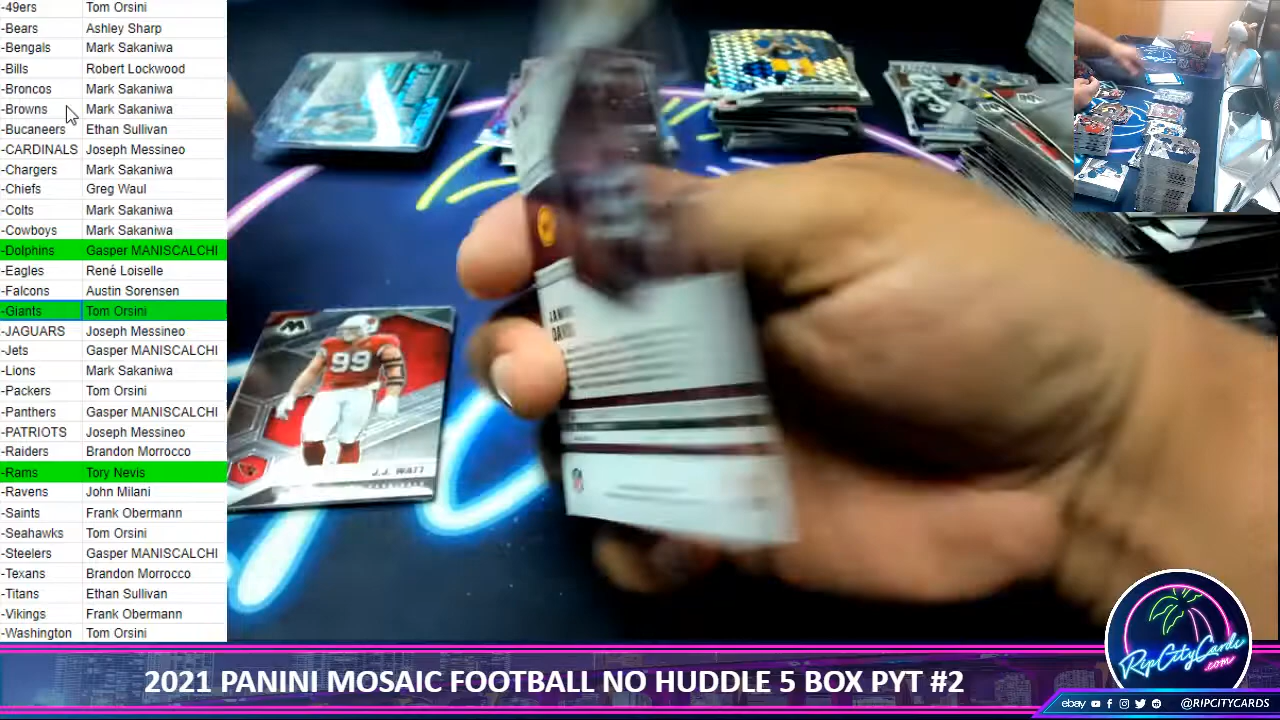 -49ers Tom Orsini
-Bears Ashley Sharp
-Bengals Mark Sakaniwa
-Bills Robert Lockwood
-Broncos Mark Sakaniwa
-Browns Mark Sakaniwa
-Bucaneers Ethan Sullivan
-CARDINALS Joseph Messineo
-Chargers Mark Sakaniwa
-Chiefs Greg Waul
-Colts Mark Sakaniwa
-Cowboys Mark Sakaniwa
-Dolphins Gasper MANISCALCHI
-Eagles René Loiselle
-Falcons Austin Sorensen
-Giants Tom Orsini
-JAGUARS Joseph Messineo
-Jets Gasper MANISCALCHI
-Lions Mark Sakaniwa
-Packers Tom Orsini
-Panthers Gasper MANISCALCHI
-PATRIOTS Joseph Messineo
-Raiders Brandon Morrocco
-Rams Tory Nevis
-Ravens John Milani
-Saints Frank Obermann
-Seahawks Tom Orsini
-Steelers Gasper MANISCALCHI
-Texans Brandon Morrocco
-Titans Ethan Sullivan
-Vikings Frank Obermann
-Washington Tom Orsini
99
J.J. WATT
2021 PANINI MOSAIC FOOTBALL NO HUDDLE 5 BOX PYT #2
RipCityCards
.com
ebay @RIPCITYCARDS